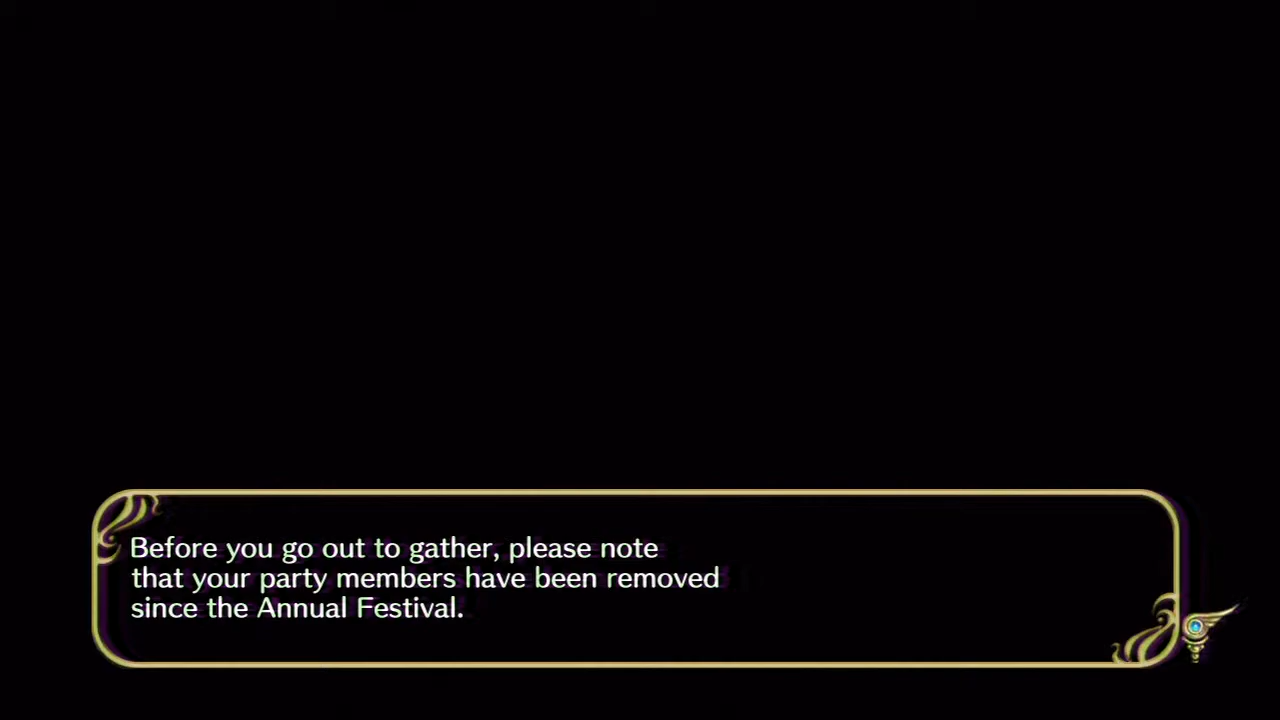 Before you go out to gather, please note
that your party members have been removed
since the Annual Festival.